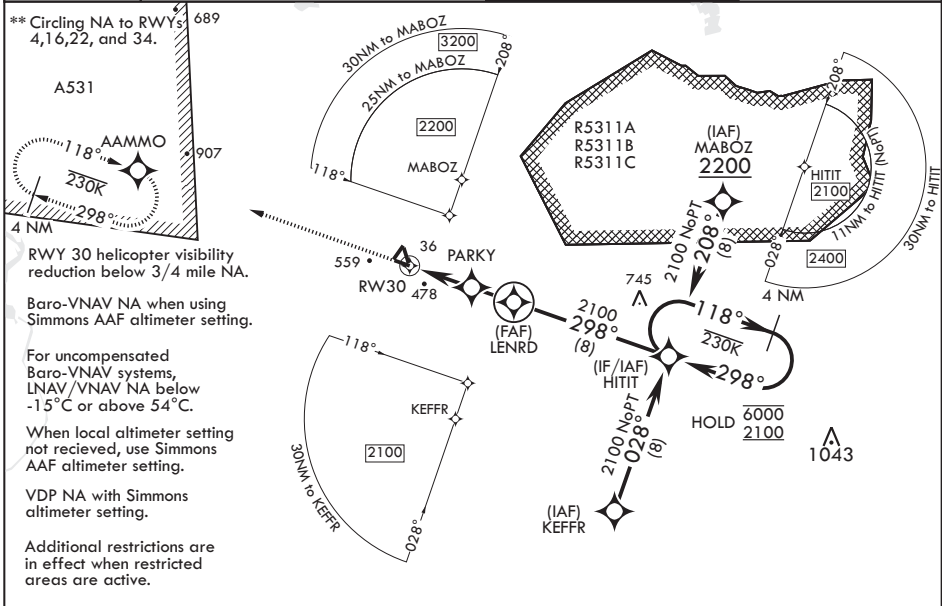 ** Circling NA to RWYs
4,16,22, and 34.
689
A531
AAMMO
118°
230K
298°
4 NM
907
RWY 30 helicopter visibility
reduction below 3/4 mile NA.
Baro-VNAV NA when using
Simmons AAF altimeter setting.
For uncompensated
Baro-VNAV systems,
LNAV/VNAV NA below
-15°C or above 54°C.
When local altimeter setting
not recieved, use Simmons
AAF altimeter setting.
VDP NA with Simmons
altimeter setting.
Additional restrictions are
in effect when restricted
areas are active.
30NM to MABOZ
3200
208°
25NM to MABOZ
2200
MABOZ
118°
R5311A
R5311B
R5311C
(IAF)
MABOZ
2200
208°
HITIT
2100
11NM to HITIT (NoPT)
30NM to HITIT
028°
2400
2100 NoPT
208°
(8)
559
36
RW30
478
PARKY
(FAF)
LENRD
2100
298°
(8)
745
4 NM
118°
230K
298°
(IF/IAF)
HITIT
HOLD
6000
2100
1043
2100 NoPT
028°
(8)
(IAF)
KEFFR
118°
KEFFR
2100
30NM to KEFFR
028°